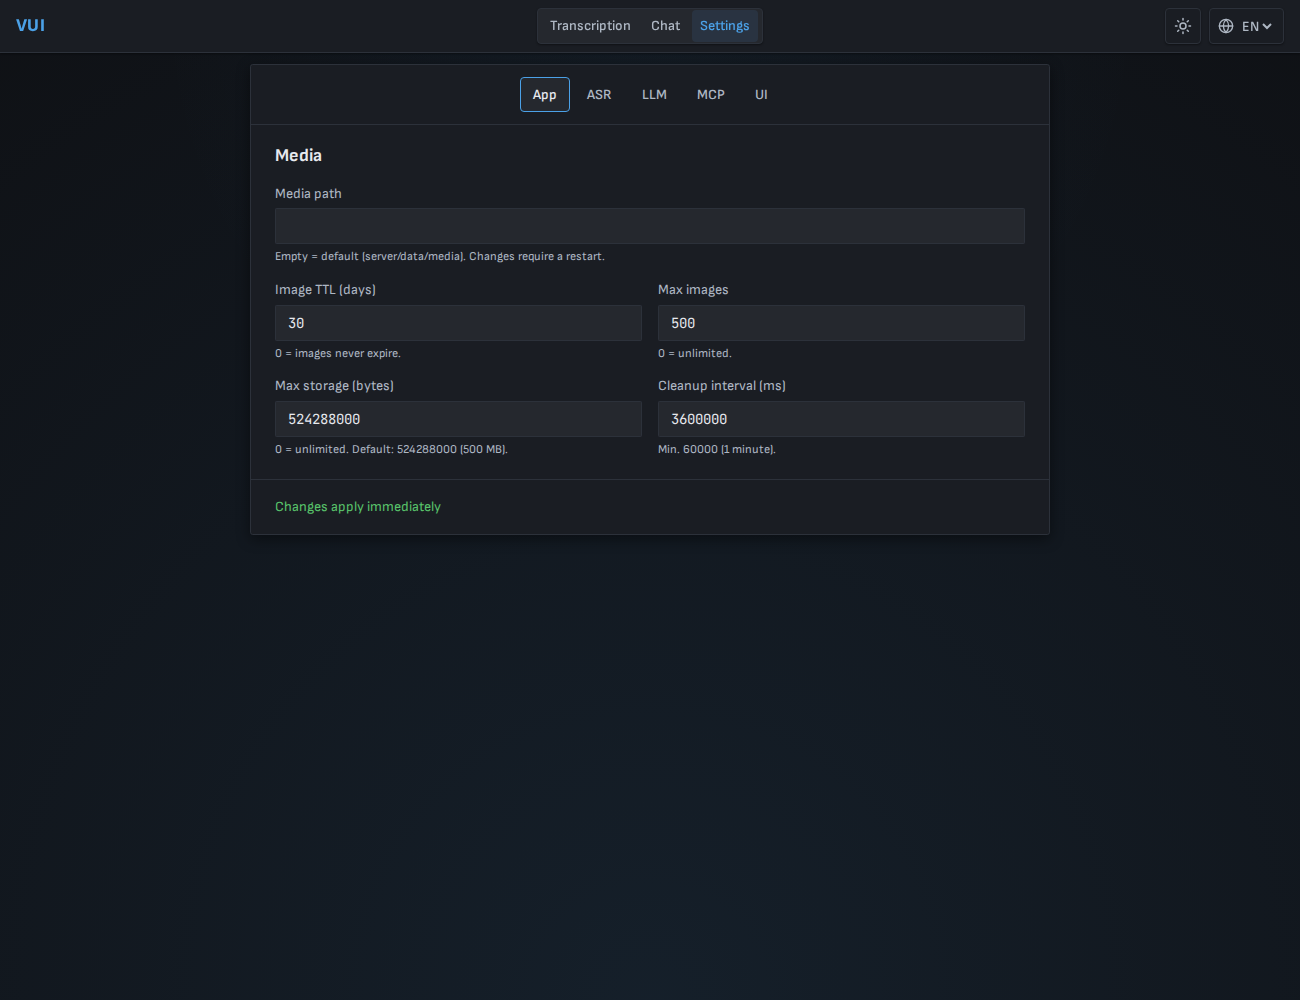 VUI
Transcription Chat Settings
EN
App ASR LLM MCP UI
Media
Media path
Empty = default (server/data/media). Changes require a restart.
Image TTL (days)
30
0 = images never expire.
Max images
500
0 = unlimited.
Max storage (bytes)
524288000
0 = unlimited. Default: 524288000 (500 MB).
Cleanup interval (ms)
3600000
Min. 60000 (1 minute).
Changes apply immediately